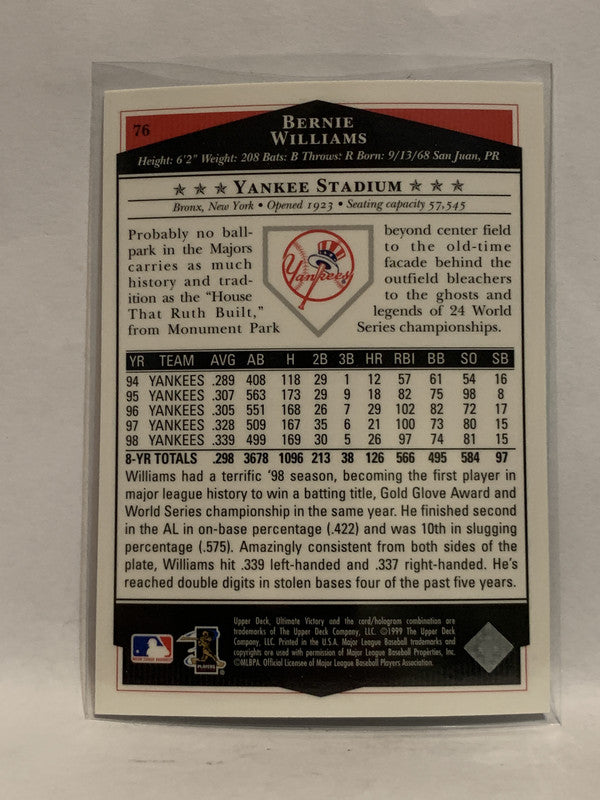 76
BERNIE
WILLIAMS
Height: 6'2" Weight: 208 Bats: B Throws: R Born: 9/13/68 San Juan, PR
★ ★ ★ YANKEE STADIUM ★ ★ ★
Bronx, New York • Opened 1923 • Seating capacity 57,545
Probably no ball-
park in the Majors
carries as much
history and trad-
ition as the “House
That Ruth Built,”
from Monument Park
Yankees
beyond center field
to the old-time
facade behind the
outfield bleachers
to the ghosts and
legends of 24 World
Series championships.
YR TEAM AVG AB H 2B 3B HR RBI BB SO SB
94 YANKEES .289 408 118 29 1 12 57 61 54 16
95 YANKEES .307 563 173 29 9 18 82 75 98 8
96 YANKEES .305 551 168 26 7 29 102 82 72 17
97 YANKEES .328 509 167 35 6 21 100 73 80 15
98 YANKEES .339 499 169 30 5 26 97 74 81 15
8-YR TOTALS .298 3678 1096 213 38 126 566 495 584 97
Williams had a terrific ’98 season, becoming the first player in
major league history to win a batting title, Gold Glove Award and
World Series championship in the same year. He finished second
in the AL in on-base percentage (.422) and was 10th in slugging
percentage (.575). Amazingly consistent from both sides of the
plate, Williams hit .339 left-handed and .337 right-handed. He’s
reached double digits in stolen bases four of the past five years.
Upper Deck, Ultimate Victory and the card/hologram combination are
trademarks of The Upper Deck Company, LLC. ©1999 The Upper Deck
Company, LLC. Printed in the U.S.A. Major League Baseball trademarks and
copyrights are used with permission of Major League Baseball Properties, Inc.
©MLBPA. Official Licensee of Major League Baseball Players Association.
PLAYERS